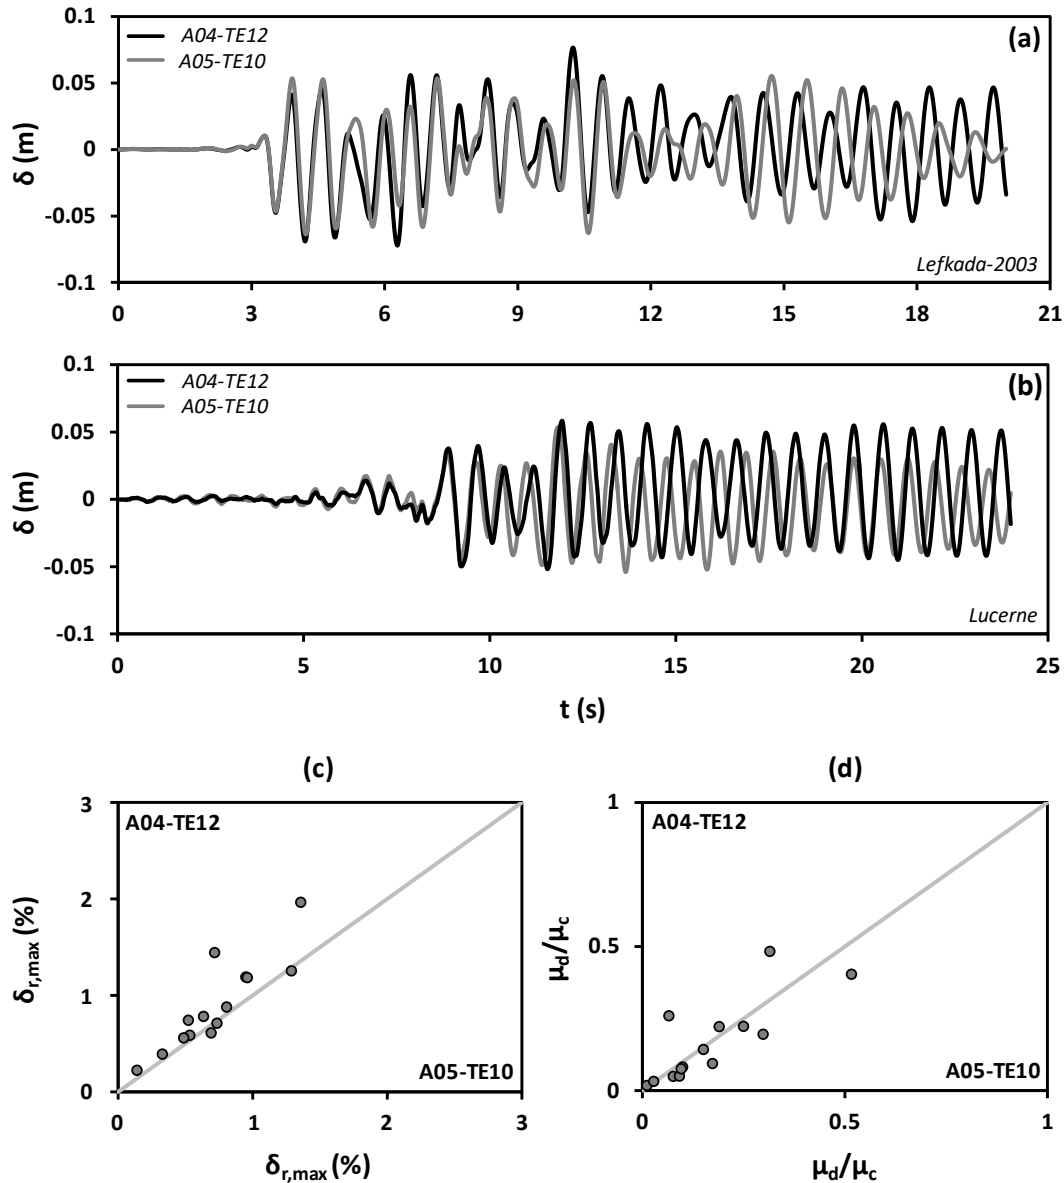 0.1
A04-TE12
A05-TE10
(a)
0.05
δ (m)
0
-0.05
Lefkada-2003
-0.1
0 3 6 9 12 15 18 21
0.1
A04-TE12
A05-TE10
(b)
0.05
δ (m)
0
-0.05
Lucerne
-0.1
0 5 10 15 20 25
t (s)
(c)
3
A04-TE12
2
δr,max (%)
1
A05-TE10
0
0 1 2 3
δr,max (%)
(d)
1
A04-TE12
μd/μc
0.5
A05-TE10
0
0 0.5 1
μd/μc